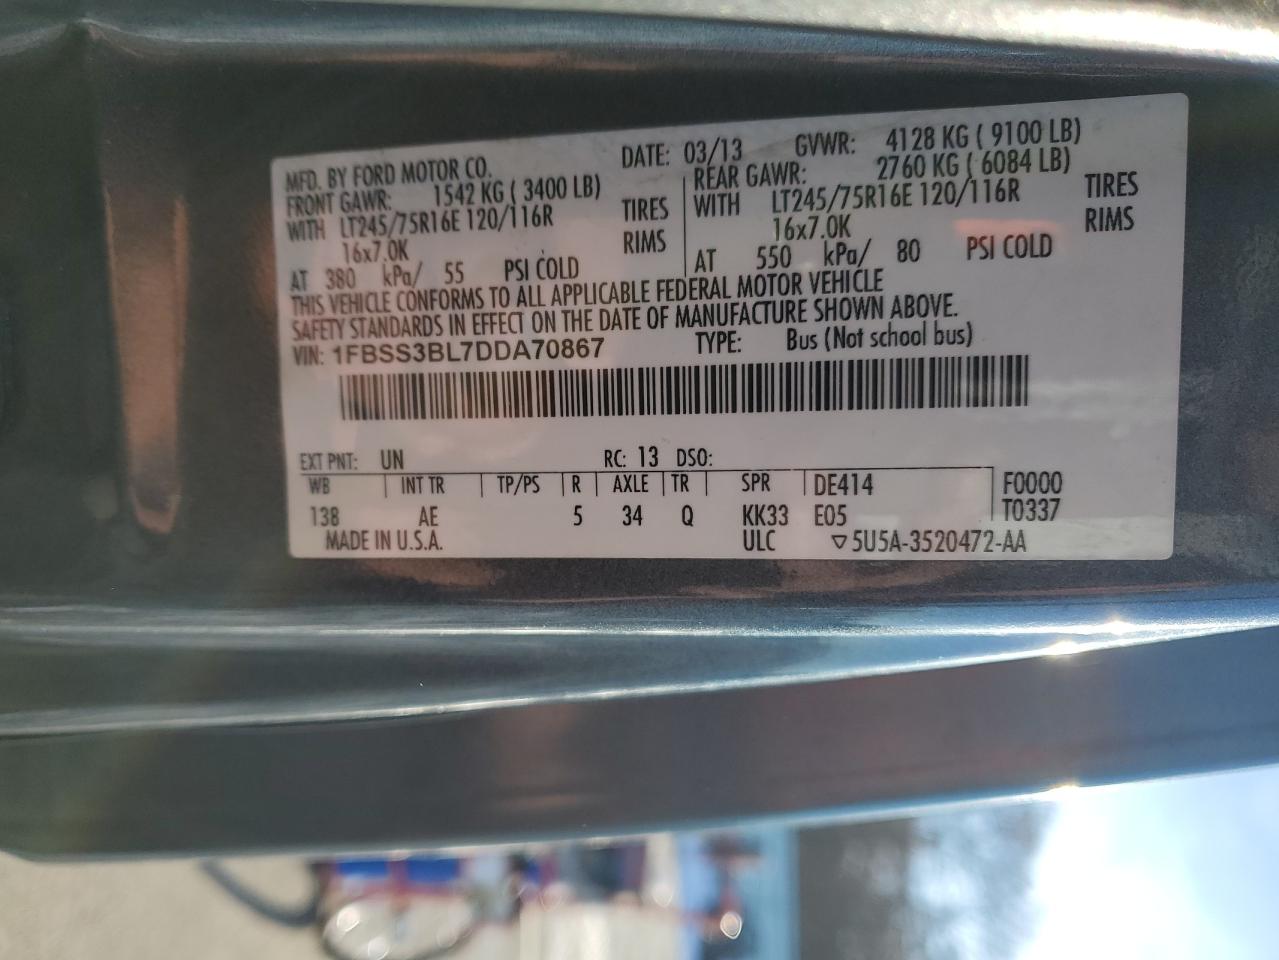 MFD. BY FORD MOTOR CO. DATE: 03/13 GVWR: 4128 KG ( 9100 LB)
FRONT GAWR: 1542 KG ( 3400 LB) REAR GAWR: 2760 KG ( 6084 LB)
WITH LT245/75R16E 120/116R TIRES WITH LT245/75R16E 120/116R TIRES
16x7.0K RIMS 16x7.0K RIMS
AT 380 kPa/ 55 PSI COLD AT 550 kPa/ 80 PSI COLD
THIS VEHICLE CONFORMS TO ALL APPLICABLE FEDERAL MOTOR VEHICLE
SAFETY STANDARDS IN EFFECT ON THE DATE OF MANUFACTURE SHOWN ABOVE.
VIN: 1FBSS3BL7DDA70867 TYPE: Bus (Not school bus)
EXT PNT: UN RC: 13 DSO:
WB INT TR TP/PS R AXLE TR SPR DE414 F0000
138 AE 5 34 Q KK33 E05 T0337
MADE IN U.S.A. ULC ▽5U5A-3520472-AA